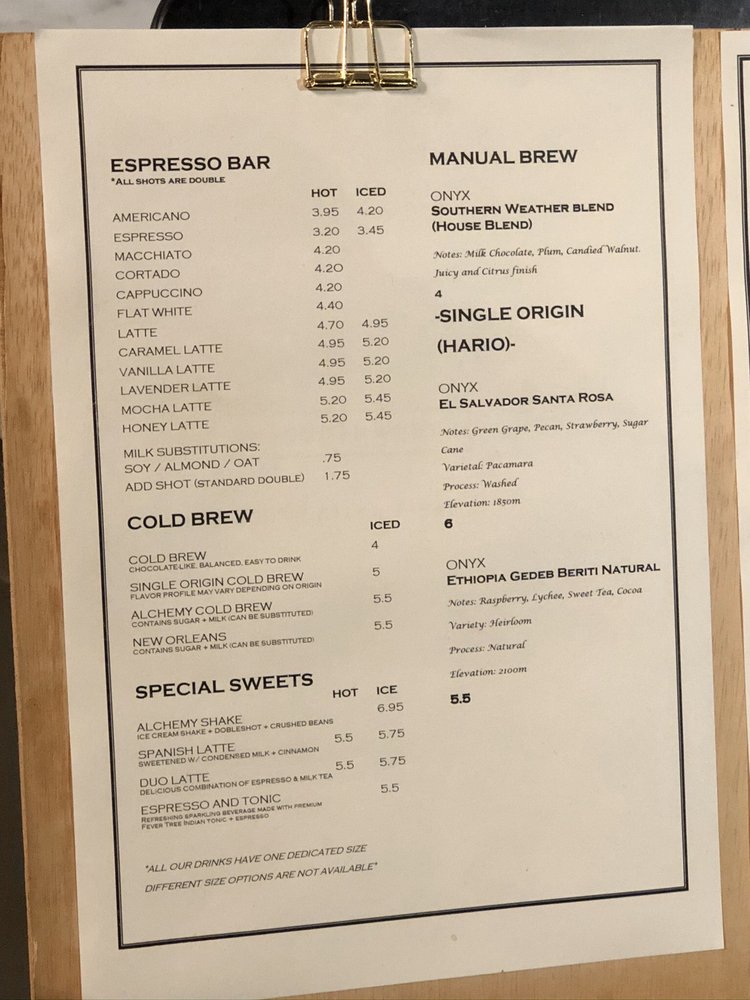 ESPRESSO BAR
*ALL SHOTS ARE DOUBLE
HOT ICED
AMERICANO 3.95 4.20
ESPRESSO 3.20 3.45
MACCHIATO 4.20
CORTADO 4.20
CAPPUCCINO 4.20
FLAT WHITE 4.40
LATTE 4.70 4.95
CARAMEL LATTE 4.95 5.20
VANILLA LATTE 4.95 5.20
LAVENDER LATTE 4.95 5.20
MOCHA LATTE 5.20 5.45
HONEY LATTE 5.20 5.45
MILK SUBSTITUTIONS:
SOY / ALMOND / OAT .75
ADD SHOT (STANDARD DOUBLE) 1.75
COLD BREW
ICED
COLD BREW 4
CHOCOLATE-LIKE, BALANCED, EASY TO DRINK
SINGLE ORIGIN COLD BREW 5
FLAVOR PROFILE MAY VARY DEPENDING ON ORIGIN
ALCHEMY COLD BREW 5.5
CONTAINS SUGAR + MILK (CAN BE SUBSTITUTED)
NEW ORLEANS 5.5
CONTAINS SUGAR + MILK (CAN BE SUBSTITUTED)
SPECIAL SWEETS
HOT ICE
ALCHEMY SHAKE 6.95
ICE CREAM SHAKE + DOBLESHOT + CRUSHED BEANS
SPANISH LATTE 5.5 5.75
SWEETENED W/ CONDENSED MILK + CINNAMON
DUO LATTE 5.5 5.75
DELICIOUS COMBINATION OF ESPRESSO & MILK TEA
ESPRESSO AND TONIC 5.5
REFRESHING SPARKLING BEVERAGE MADE WITH PREMIUM
FEVER TREE INDIAN TONIC + ESPRESSO
*ALL OUR DRINKS HAVE ONE DEDICATED SIZE
DIFFERENT SIZE OPTIONS ARE NOT AVAILABLE*
MANUAL BREW
ONYX
SOUTHERN WEATHER BLEND
(HOUSE BLEND)
Notes: Milk Chocolate, Plum, Candied Walnut.
Juicy and Citrus finish
4
-SINGLE ORIGIN
(HARIO)-
ONYX
EL SALVADOR SANTA ROSA
Notes: Green Grape, Pecan, Strawberry, Sugar
Cane
Varietal: Pacamara
Process: Washed
Elevation: 1850m
6
ONYX
ETHIOPIA GEDEB BERITI NATURAL
Notes: Raspberry, Lychee, Sweet Tea, Cocoa
Variety: Heirloom
Process: Natural
Elevation: 2100m
5.5